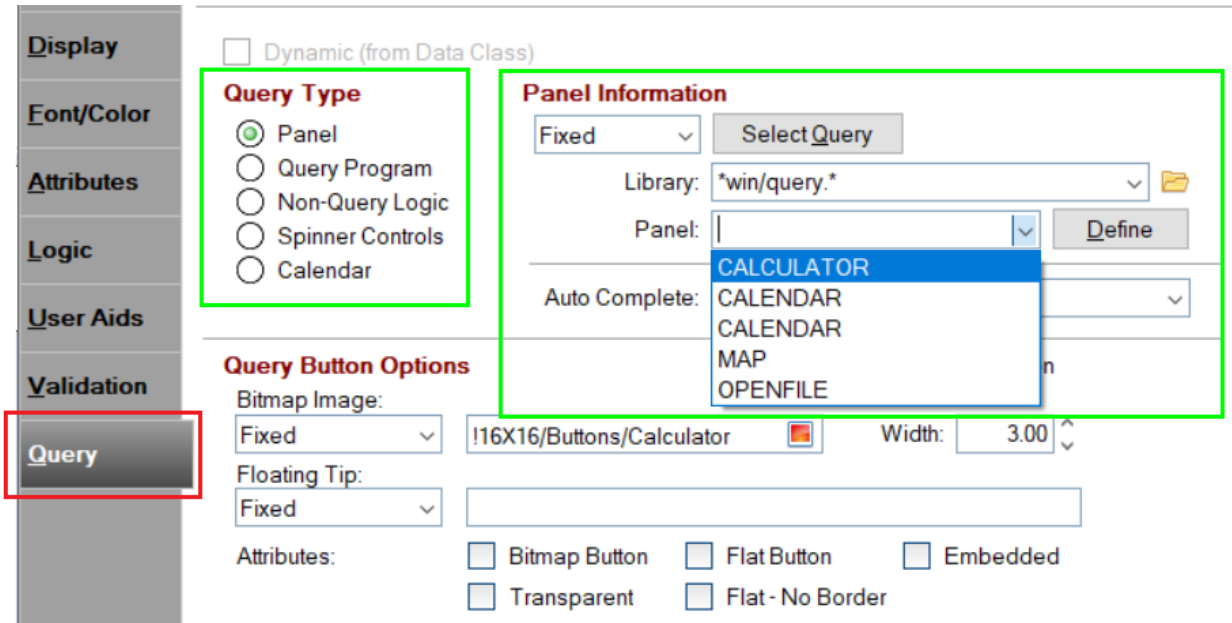 Display
Font/Color
Attributes
Logic
User Aids
Validation
Query
Dynamic (from Data Class)
Query Type
Panel
Query Program
Non-Query Logic
Spinner Controls
Calendar
Panel Information
Fixed
Select Query
Library:
*win/query.*
Panel:
Define
CALCULATOR
CALENDAR
CALENDAR
MAP
OPENFILE
Auto Complete:
Query Button Options
n
Bitmap Image:
Fixed
!16X16/Buttons/Calculator
Width:
3.00
Floating Tip:
Fixed
Attributes:
Bitmap Button
Flat Button
Embedded
Transparent
Flat - No Border